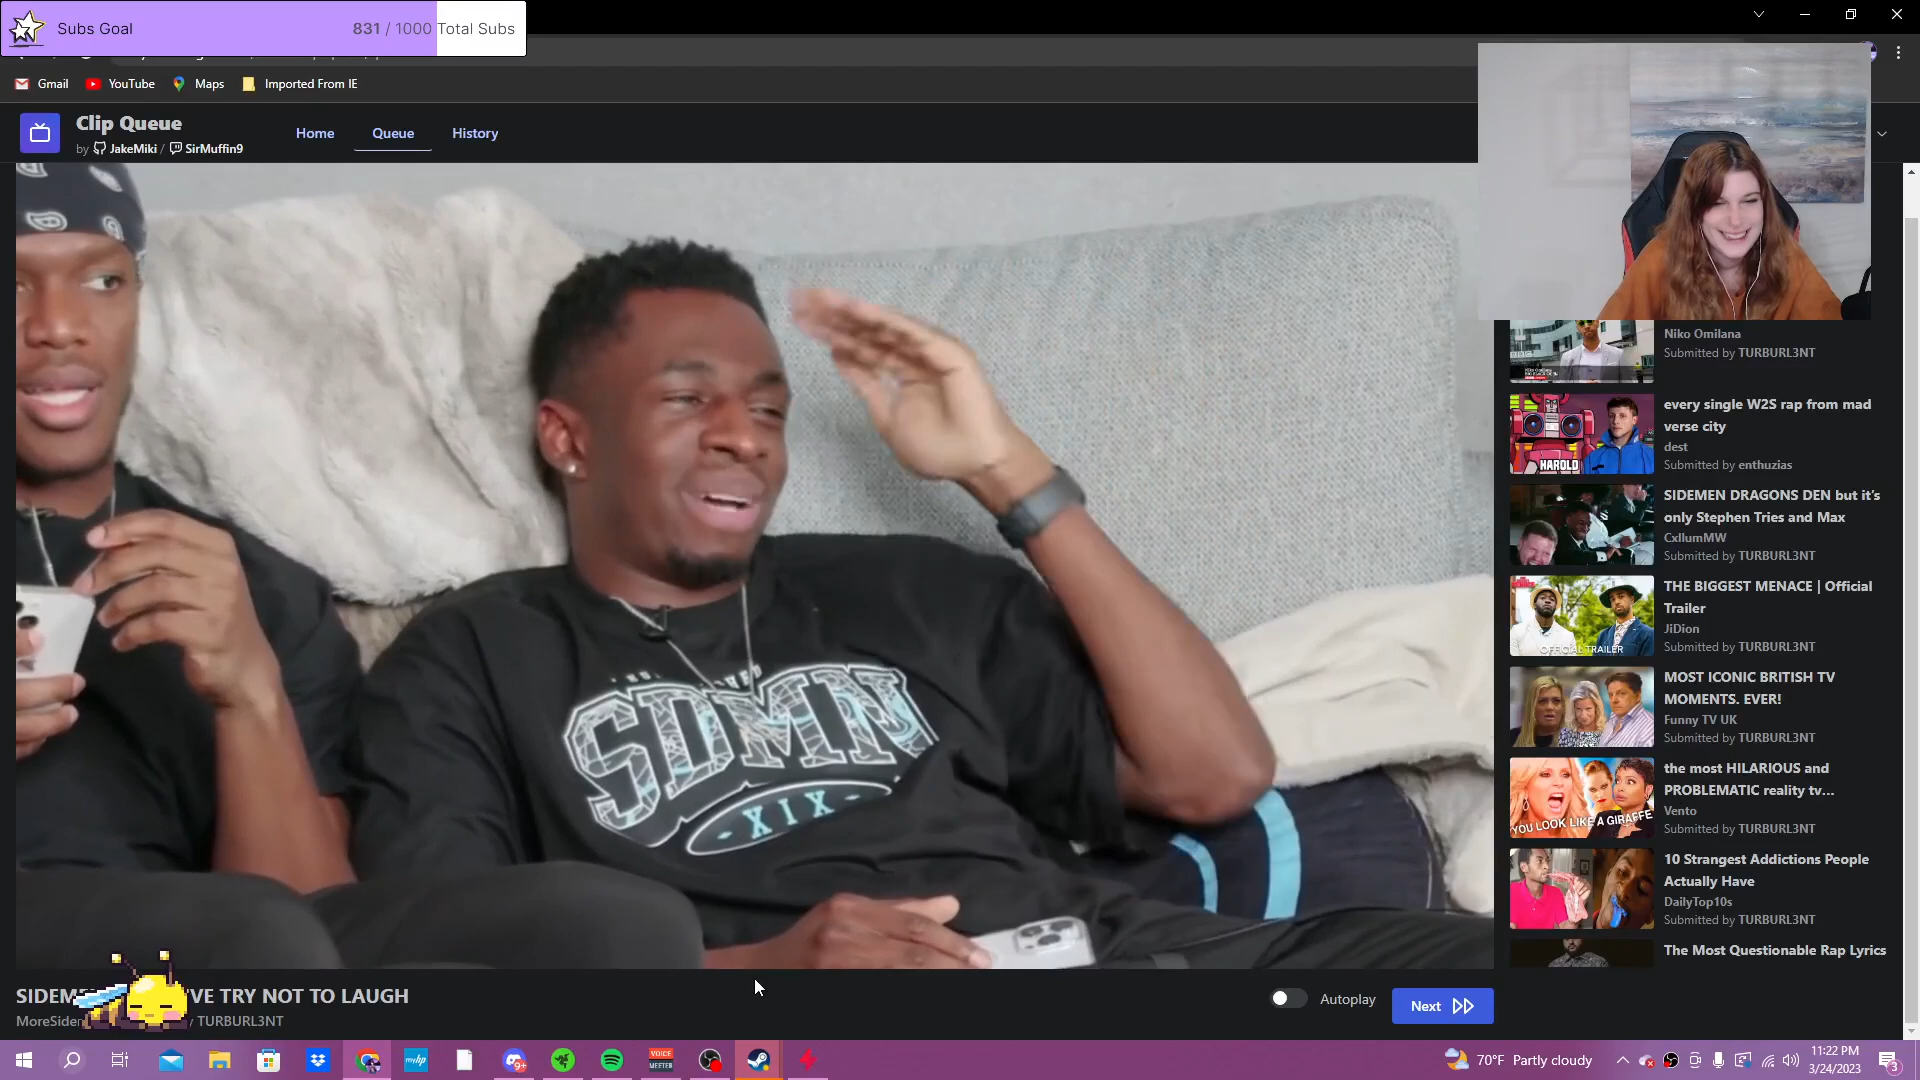 Subs Goal 831 / 1000 Total Subs
Gmail YouTube Maps Imported From IE
Clip Queue
by JakeMiki / SirMuffin9
Home Queue History
SDMN
- XIX -
Niko Omilana
Submitted by TURBURL3NT
HAROLD
every single W2S rap from mad
verse city
dest
Submitted by enthuzias
SIDEMEN DRAGONS DEN but it's
only Stephen Tries and Max
CxllumMW
Submitted by TURBURL3NT
OFFICIAL TRAILER
THE BIGGEST MENACE | Official
Trailer
JiDion
Submitted by TURBURL3NT
MOST ICONIC BRITISH TV
MOMENTS. EVER!
Funny TV UK
Submitted by TURBURL3NT
YOU LOOK LIKE A GIRAFFE
the most HILARIOUS and
PROBLEMATIC reality tv...
Vento
Submitted by TURBURL3NT
10 Strangest Addictions People
Actually Have
DailyTop10s
Submitted by TURBURL3NT
The Most Questionable Rap Lyrics
VE TRY NOT TO LAUGH
TURBURL3NT
Autoplay
Next
myhp
9+
VOICE
MEETER
70°F Partly cloudy
11:22 PM
3/24/2023
3